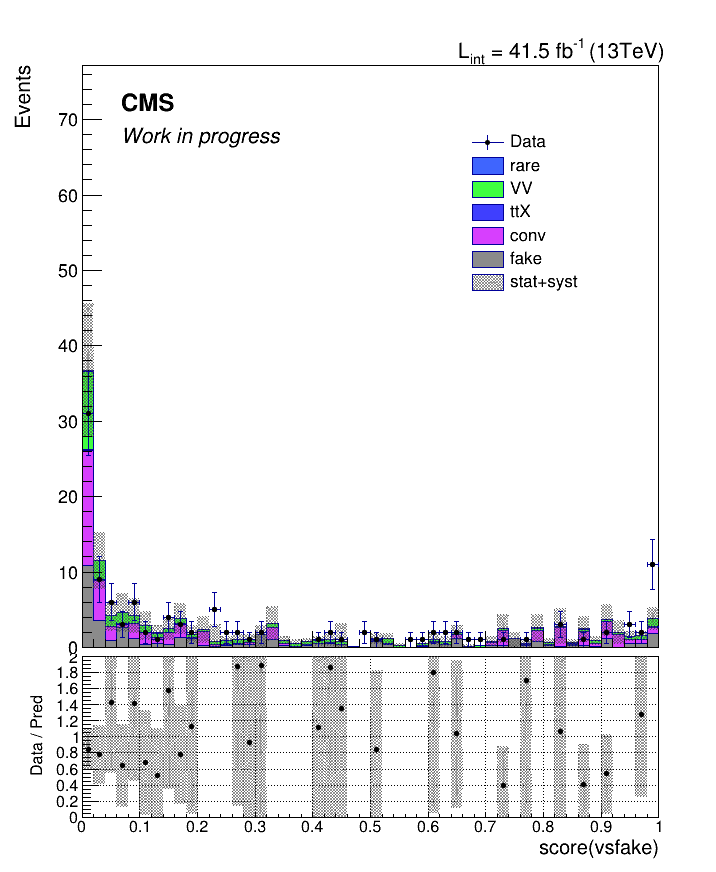 L_int = 41.5 fb^-1 (13TeV)
Events
CMS
Work in progress
Data
rare
VV
ttX
conv
fake
stat+syst
70
60
50
40
30
20
10
0
Data / Pred
2
1.8
1.6
1.4
1.2
1
0.8
0.6
0.4
0.2
0
0 0.1 0.2 0.3 0.4 0.5 0.6 0.7 0.8 0.9 1
score(vsfake)